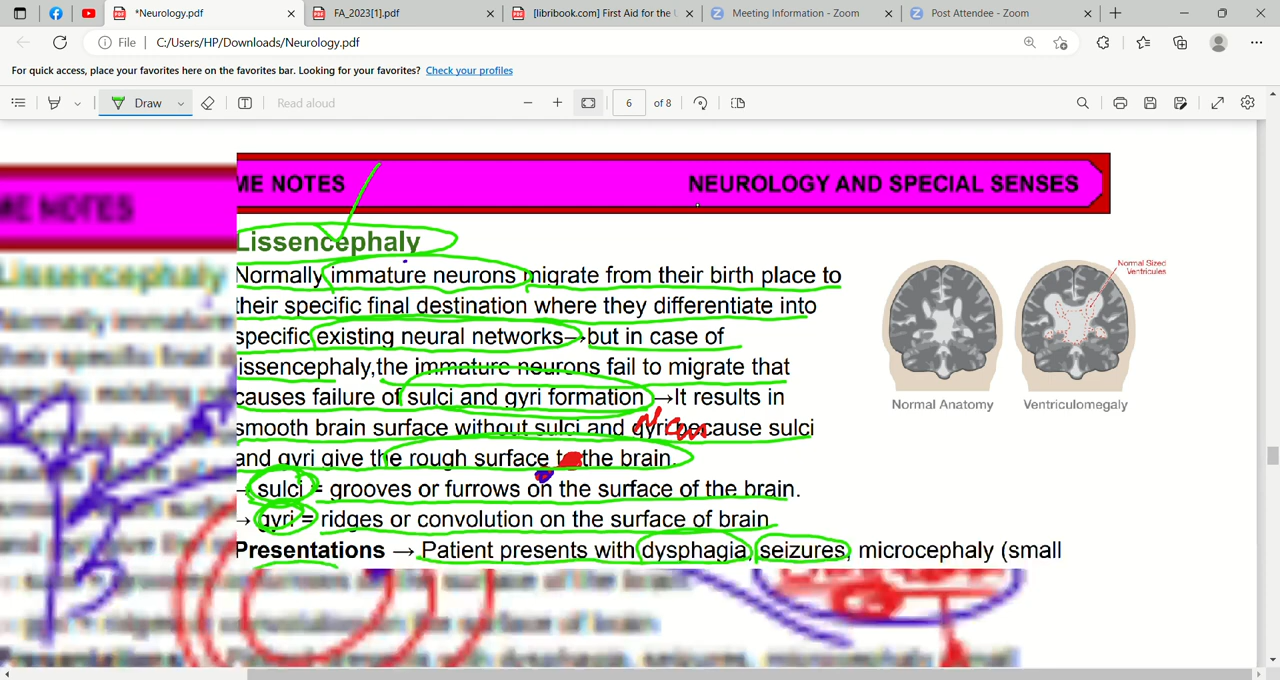 *Neurology.pdf
FA_2023[1].pdf
[libribook.com] First Aid for the U
Meeting Information - Zoom
Post Attendee - Zoom
File
C:/Users/HP/Downloads/Neurology.pdf
For quick access, place your favorites here on the favorites bar. Looking for your favorites? Check your profiles
Draw
Read aloud
6 of 8
ME NOTES
NEUROLOGY AND SPECIAL SENSES
Lissencephaly
Normally immature neurons migrate from their birth place to
their specific final destination where they differentiate into
specific existing neural networks→but in case of
issencephaly,the immature neurons fail to migrate that
causes failure of sulci and gyri formation →It results in
smooth brain surface without sulci and gyri because sulci
and gyri give the rough surface to the brain.
→ sulci = grooves or furrows on the surface of the brain.
→ gyri = ridges or convolution on the surface of brain
Presentations → Patient presents with dysphagia, seizures, microcephaly (small
Normal Sized
Ventricules
Normal Anatomy
Ventriculomegaly